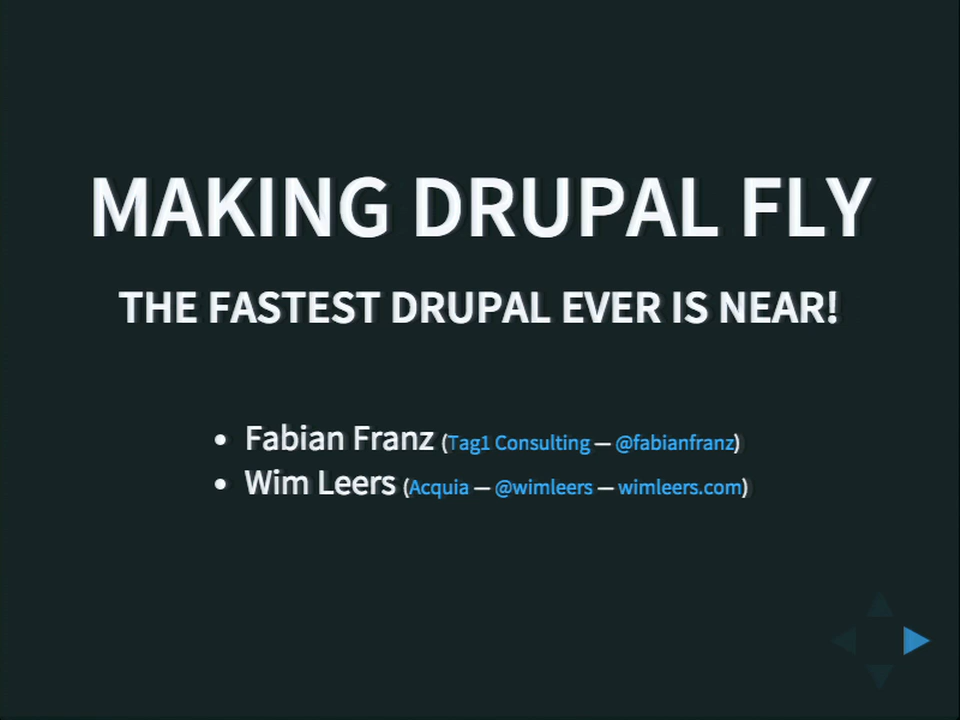 MAKING DRUPAL FLY
THE FASTEST DRUPAL EVER IS NEAR!
• Fabian Franz (Tag1 Consulting — @fabianfranz)
• Wim Leers (Acquia — @wimleers — wimleers.com)